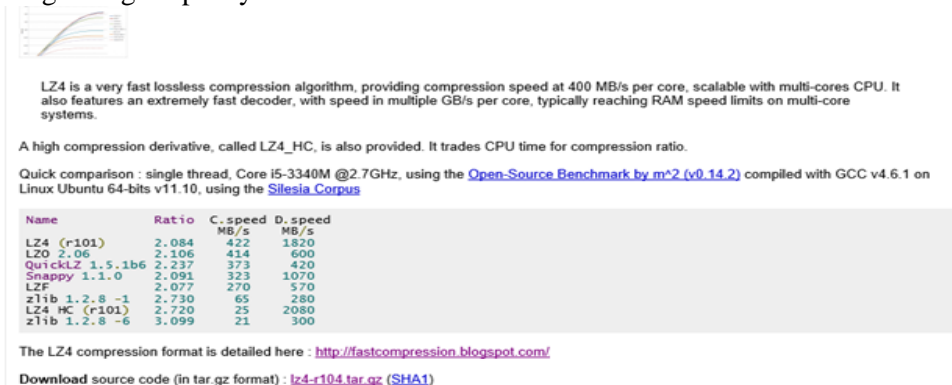 LZ4 is a very fast lossless compression algorithm, providing compression speed at 400 MB/s per core, scalable with multi-cores CPU. It
also features an extremely fast decoder, with speed in multiple GB/s per core, typically reaching RAM speed limits on multi-core
systems.
A high compression derivative, called LZ4_HC, is also provided. It trades CPU time for compression ratio.
Quick comparison : single thread, Core i5-3340M @2.7GHz, using the Open-Source Benchmark by m^2 (v0.14.2) compiled with GCC v4.6.1 on
Linux Ubuntu 64-bits v11.10, using the Silesia Corpus
Name Ratio C.speed D.speed
MB/s MB/s
LZ4 (r101) 2.084 422 1820
LZO 2.06 2.106 414 600
QuickLZ 1.5.1b6 2.237 373 420
Snappy 1.1.0 2.091 323 1070
LZF 2.077 270 570
zlib 1.2.8 -1 2.730 65 280
LZ4 HC (r101) 2.720 25 2080
zlib 1.2.8 -6 3.099 21 300
The LZ4 compression format is detailed here : http://fastcompression.blogspot.com/
Download source code (in tar.gz format) : lz4-r104.tar.gz (SHA1)